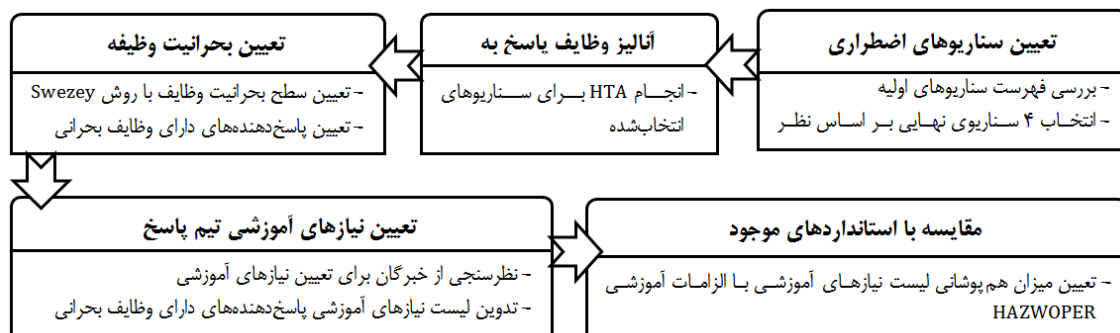 تعیین سناریوهای اضطراری
- بررسی فهرست سناریوهای اولیه
- انتخاب ۴ سناریوی نهایی بر اساس نظر
آنالیز وظایف پاسخ به
- انجام HTA برای سناریوهای
انتخاب‌شده
تعیین بحرانیت وظیفه
- تعیین سطح بحرانیت وظایف با روش Swezey
- تعیین پاسخ‌دهنده‌های دارای وظایف بحرانی
تعیین نیازهای آموزشی تیم پاسخ
- نظرسنجی از خبرگان برای تعیین نیازهای آموزشی
- تدوین لیست نیازهای آموزشی پاسخ‌دهنده‌های دارای وظایف بحرانی
مقایسه با استانداردهای موجود
- تعیین میزان هم‌پوشانی لیست نیازهای آموزشی با الزامات آموزشی
HAZWOPER